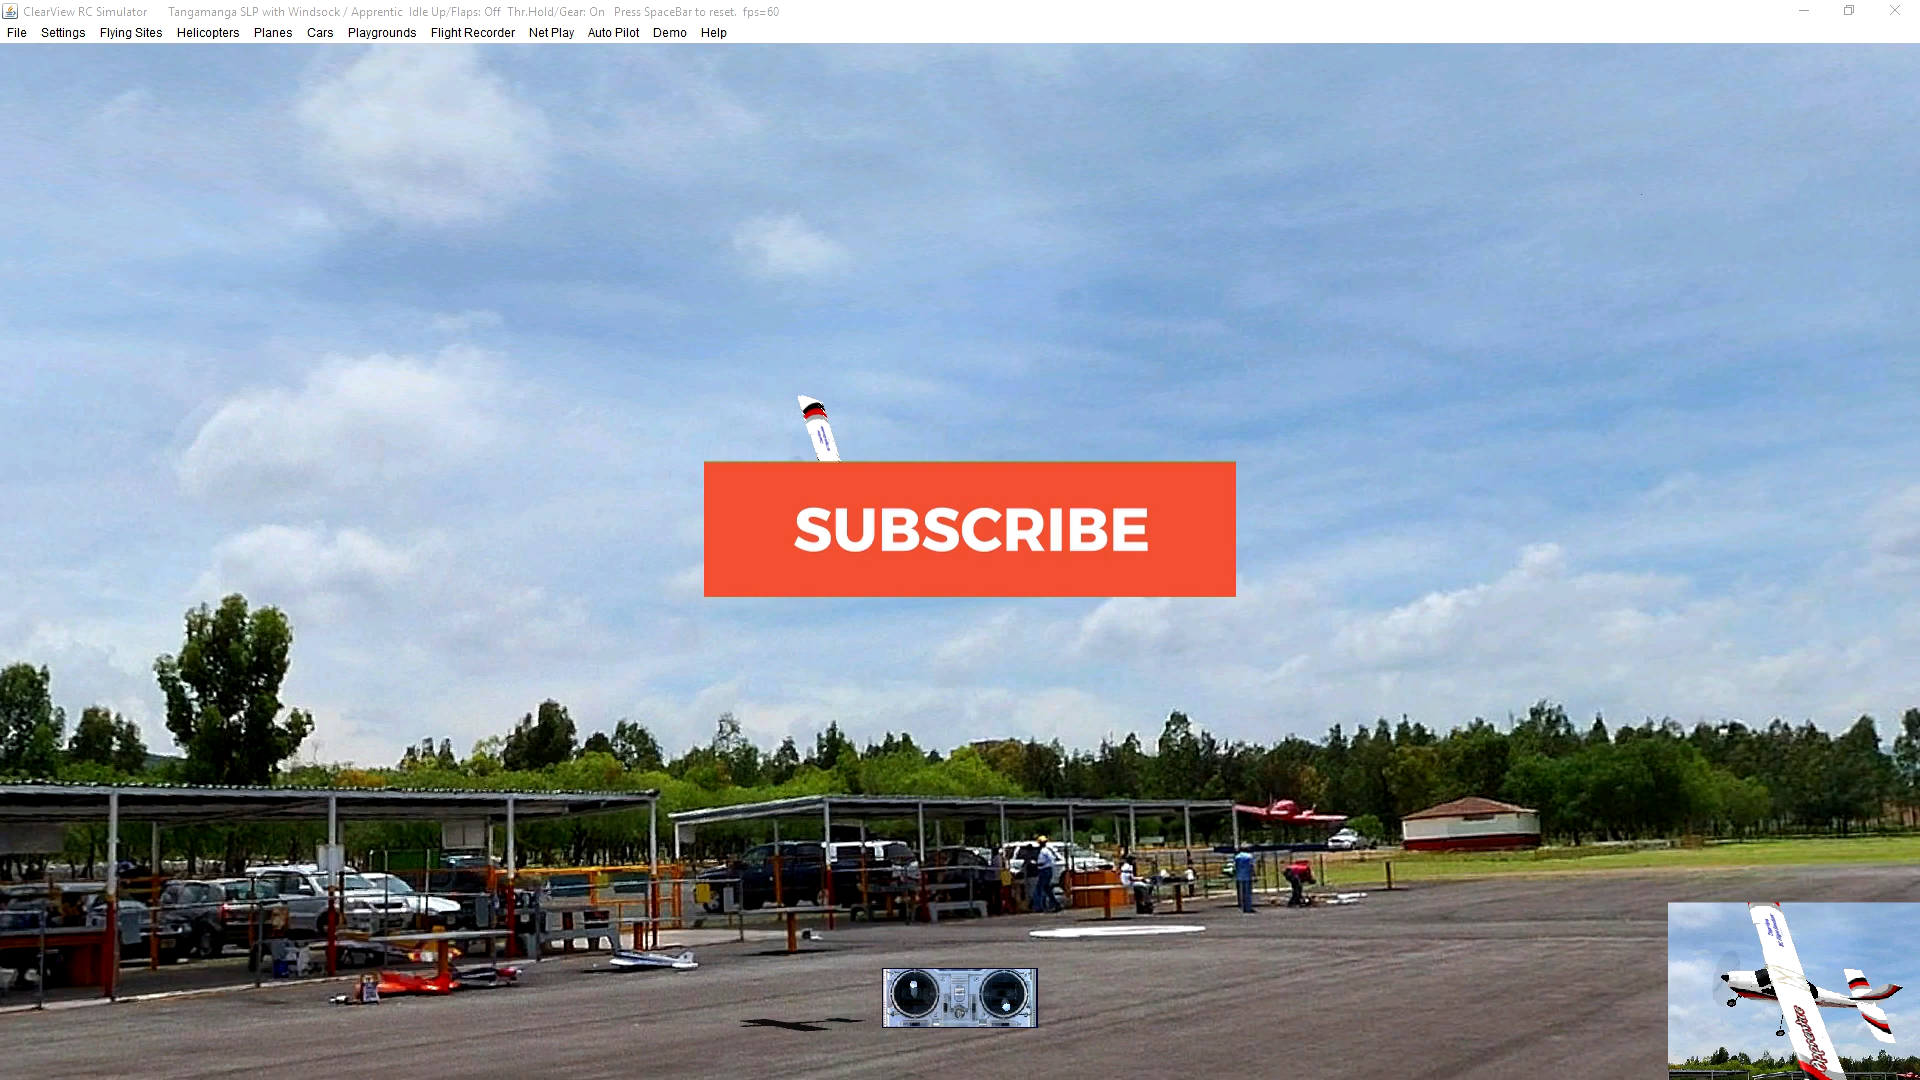 ClearView RC Simulator Tangamanga SLP with Windsock / Apprentic Idle Up/Flaps: Off Thr.Hold/Gear: On Press SpaceBar to reset. fps=60
File Settings Flying Sites Helicopters Planes Cars Playgrounds Flight Recorder Net Play Auto Pilot Demo Help
SUBSCRIBE